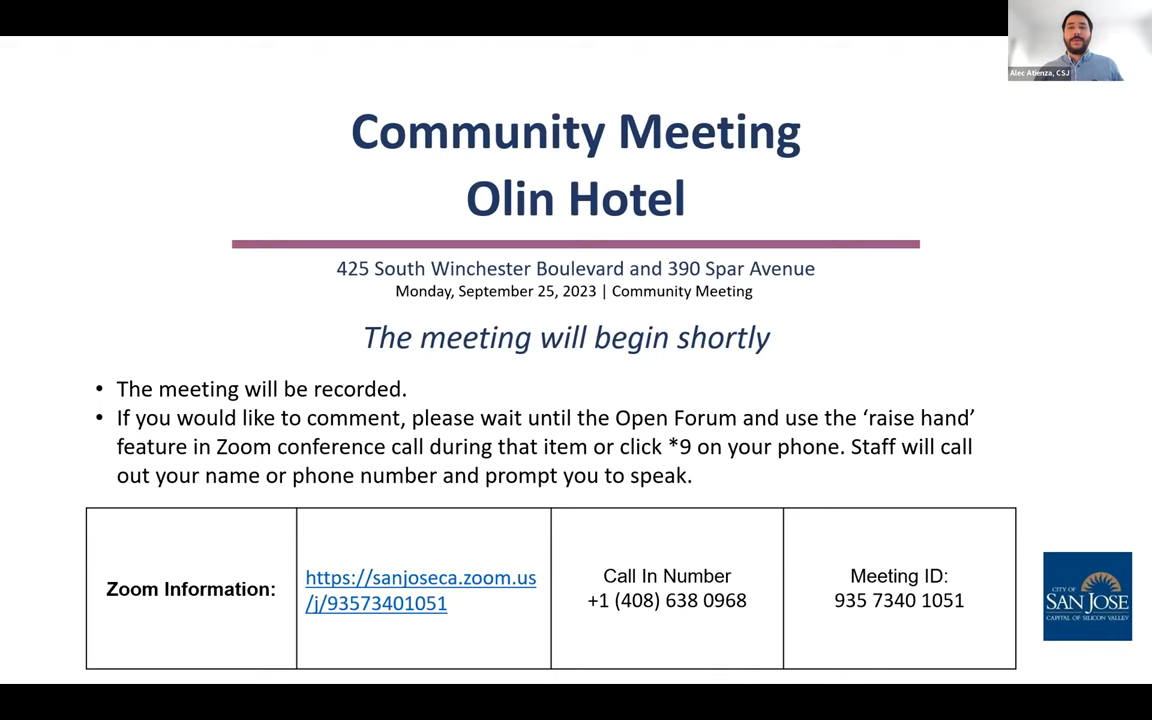 Alec Atienza, CSJ
Community Meeting
Olin Hotel
425 South Winchester Boulevard and 390 Spar Avenue
Monday, September 25, 2023 | Community Meeting
The meeting will begin shortly
• The meeting will be recorded.
• If you would like to comment, please wait until the Open Forum and use the ‘raise hand’
feature in Zoom conference call during that item or click *9 on your phone. Staff will call
out your name or phone number and prompt you to speak.
Zoom Information:
https://sanjoseca.zoom.us
/j/93573401051
Call In Number
+1 (408) 638 0968
Meeting ID:
935 7340 1051
CITY OF
SAN JOSE
CAPITAL OF SILICON VALLEY